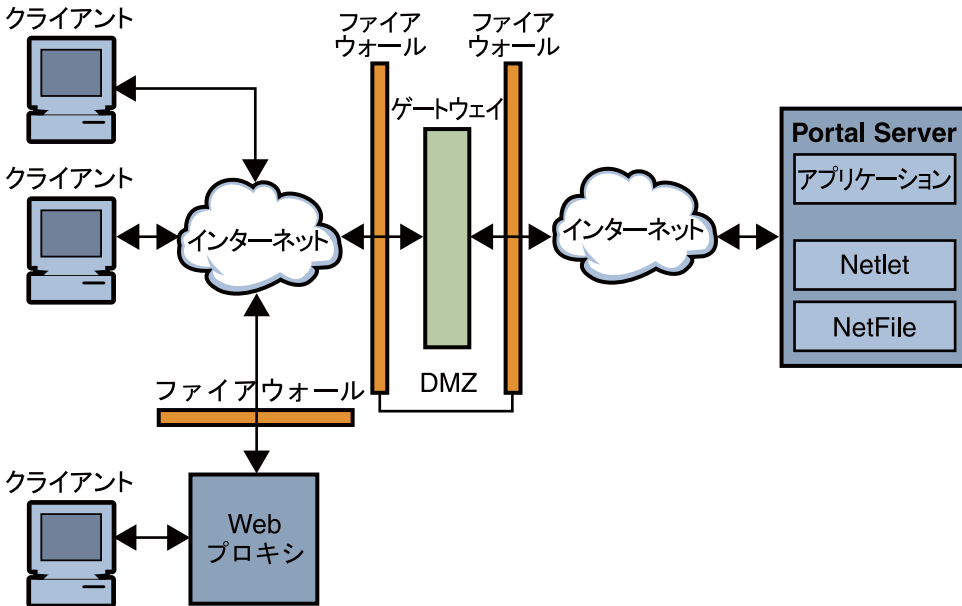 クライアント
ファイア
ウォール
ファイア
ウォール
ゲートウェイ
Portal Server
アプリケーション
クライアント
インターネット
インターネット
Netlet
NetFile
DMZ
ファイアウォール
クライアント
Web
プロキシ